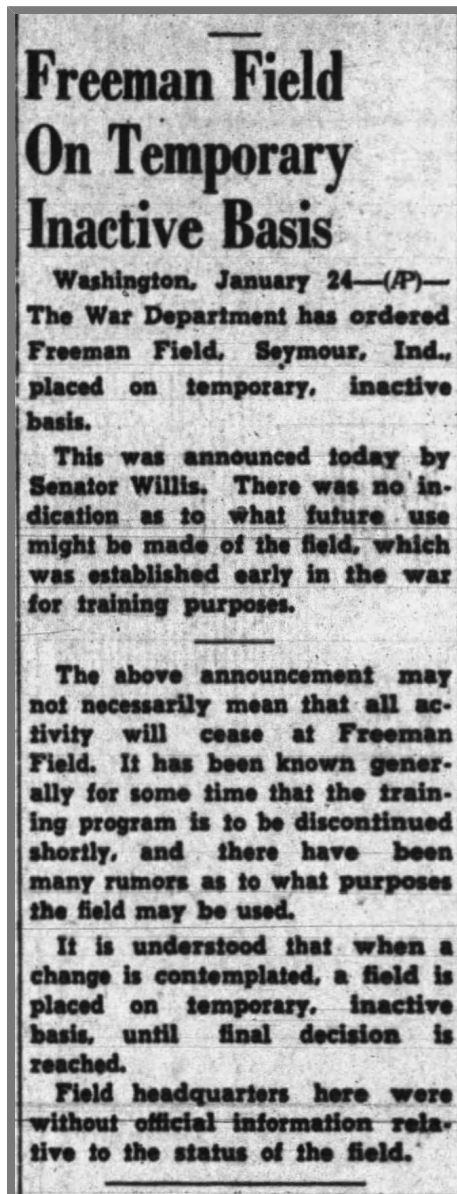 Freeman Field
On Temporary
Inactive Basis
Washington, January 24—(AP)—
The War Department has ordered
Freeman Field, Seymour, Ind.,
placed on temporary, inactive
basis.
This was announced today by
Senator Willis. There was no in-
dication as to what future use
might be made of the field, which
was established early in the war
for training purposes.
The above announcement may
not necessarily mean that all ac-
tivity will cease at Freeman
Field. It has been known gener-
ally for some time that the train-
ing program is to be discontinued
shortly, and there have been
many rumors as to what purposes
the field may be used.
It is understood that when a
change is contemplated, a field is
placed on temporary, inactive
basis, until final decision is
reached.
Field headquarters here were
without official information rela-
tive to the status of the field.